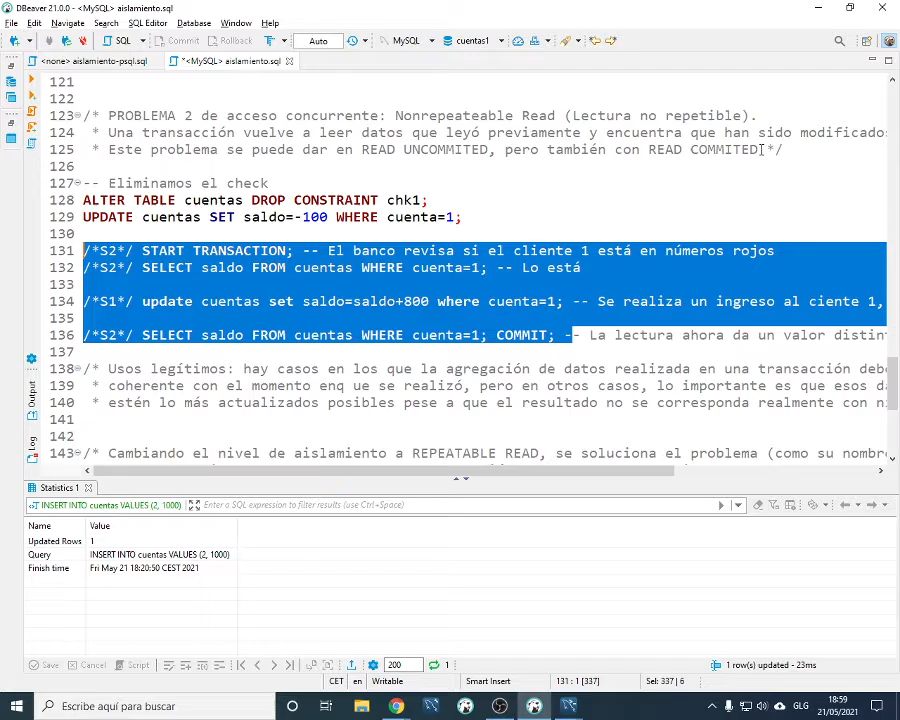 DBeaver 21.0.0 - <MySQL> aislamiento.sql
File Edit Navigate Search SQL Editor Database Window Help
SQL Commit Rollback Auto MySQL cuentas1
<none> aislamiento-psql.sql *<MySQL> aislamiento.sql
121
122
123 /* PROBLEMA 2 de acceso concurrente: Nonrepeateable Read (Lectura no repetible).
124 * Una transacción vuelve a leer datos que leyó previamente y encuentra que han sido modificados
125 * Este problema se puede dar en READ UNCOMMITED, pero también con READ COMMITED */
126
127 -- Eliminamos el check
128 ALTER TABLE cuentas DROP CONSTRAINT chk1;
129 UPDATE cuentas SET saldo=-100 WHERE cuenta=1;
130
131 /*S2*/ START TRANSACTION; -- El banco revisa si el cliente 1 está en números rojos
132 /*S2*/ SELECT saldo FROM cuentas WHERE cuenta=1; -- Lo está
133
134 /*S1*/ update cuentas set saldo=saldo+800 where cuenta=1; -- Se realiza un ingreso al ciente 1,
135
136 /*S2*/ SELECT saldo FROM cuentas WHERE cuenta=1; COMMIT; -- La lectura ahora da un valor distin
137
138 /* Usos legítimos: hay casos en los que la agregación de datos realizada en una transacción deb
139 * coherente con el momento enq ue se realizó, pero en otros casos, lo importante es que esos da
140 * estén lo más actualizados posibles pese a que el resultado no se corresponda realmente con ni
141
142
143 /* Cambiando el nivel de aislamiento a REPEATABLE READ, se soluciona el problema (como su nombr
Output
Log
Statistics 1
INSERT INTO cuentas VALUES (2, 1000) Enter a SQL expression to filter results (use Ctrl+Space)
Name Value
Updated Rows 1
Query INSERT INTO cuentas VALUES (2, 1000)
Finish time Fri May 21 18:20:50 CEST 2021
Save Cancel Script 200 1 1 row(s) updated - 23ms
CET en Writable Smart Insert 131 : 1 [337] Sel: 337 | 6
Escribe aquí para buscar GLG 18:59
21/05/2021